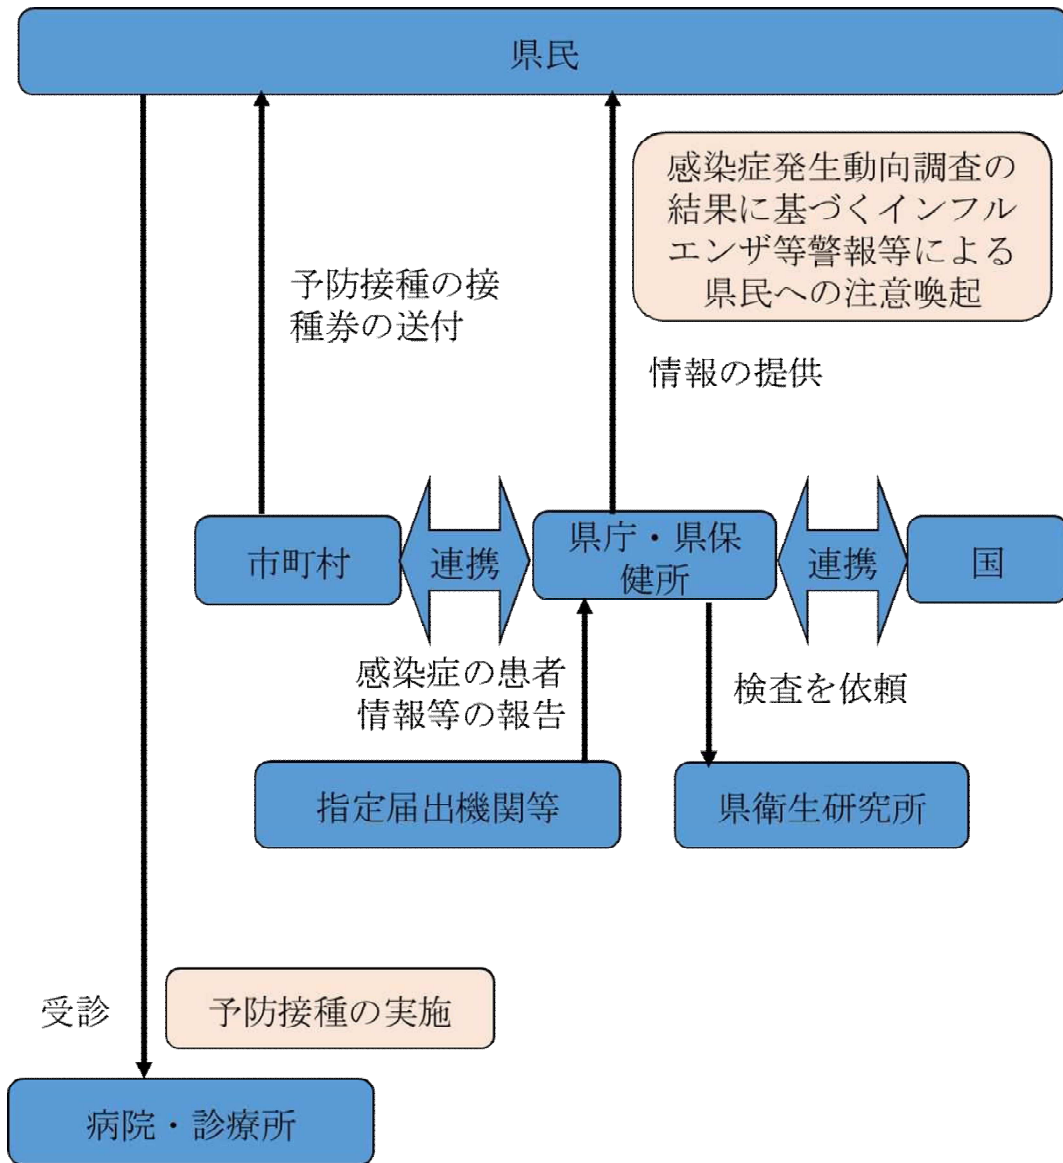 県民
感染症発生動向調査の
結果に基づくインフル
エンザ等警報等による
県民への注意喚起
予防接種の接
種券の送付
情報の提供
市町村
連携
県庁・県保
健所
連携
国
感染症の患者
情報等の報告
検査を依頼
指定届出機関等
県衛生研究所
受診
予防接種の実施
病院・診療所